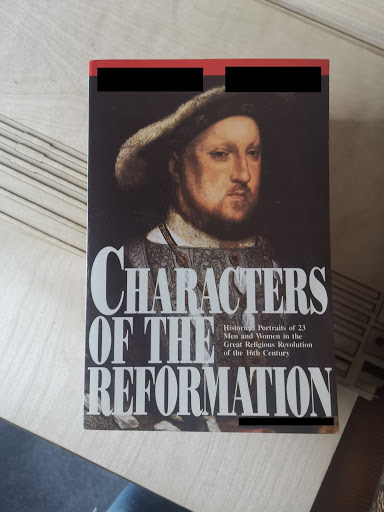 CHARACTERS
OF THE
REFORMATION
Historical Portraits of 23
Men and Women in the
Great Religious Revolution
of the 16th Century